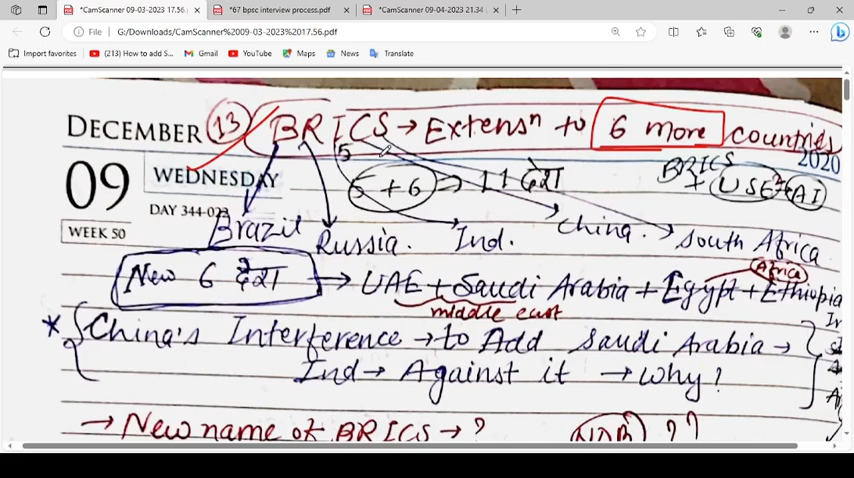 *CamScanner 09-03-2023 17.56.p
*67 bpsc interview process.pdf
*CamScanner 09-04-2023 21.34
File G:/Downloads/CamScanner%2009-03-2023%2017.56.pdf
Import favorites (213) How to add S... Gmail YouTube Maps News Translate
DECEMBER 13 BRICS → Extensⁿ to 6 more countries
2020
09 WEDNESDAY 5 5 + 6 ⇒ 11 देश BRICS
+ USE²+AI
DAY 344-022
WEEK 50 Brazil Russia. Ind. China. South Africa
New 6 देश → UAE + Saudi Arabia + Egypt + Ethiopia
Africa
middle east
* China's Interference → to Add Saudi Arabia →
Ind → Against it → Why?
→ New name of BRICS → ? ??